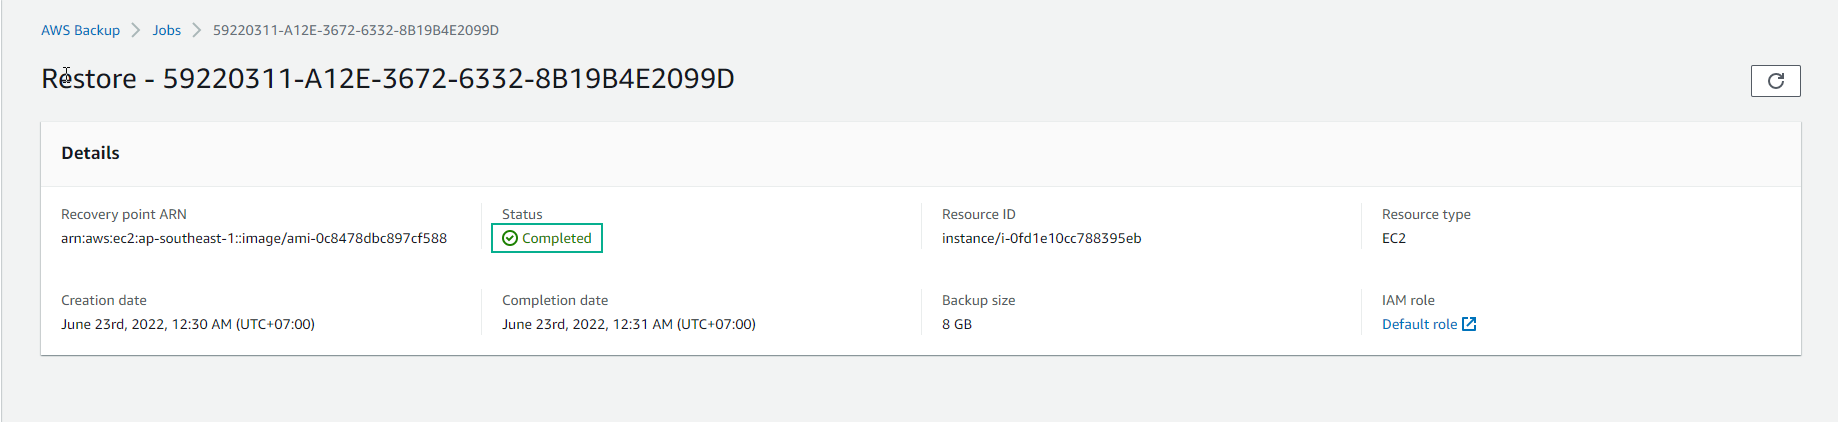 AWS Backup > Jobs > 59220311-A12E-3672-6332-8B19B4E2099D
Restore - 59220311-A12E-3672-6332-8B19B4E2099D
Details
Recovery point ARN
arn:aws:ec2:ap-southeast-1::image/ami-0c8478dbc897cf588
Status
Completed
Resource ID
instance/i-0fd1e10cc788395eb
Resource type
EC2
Creation date
June 23rd, 2022, 12:30 AM (UTC+07:00)
Completion date
June 23rd, 2022, 12:31 AM (UTC+07:00)
Backup size
8 GB
IAM role
Default role